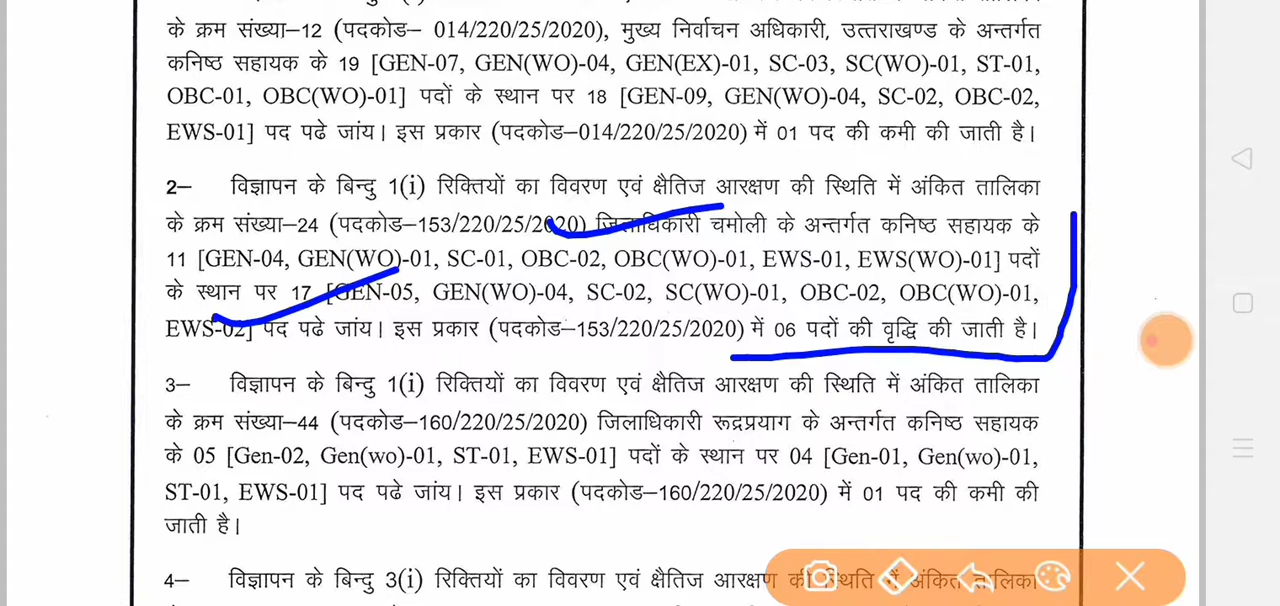 के क्रम संख्या–12 (पदकोड– 014/220/25/2020), मुख्य निर्वाचन अधिकारी, उत्तराखण्ड के अन्तर्गत
कनिष्ठ सहायक के 19 [GEN-07, GEN(WO)-04, GEN(EX)-01, SC-03, SC(WO)-01, ST-01,
OBC-01, OBC(WO)-01] पदों के स्थान पर 18 [GEN-09, GEN(WO)-04, SC-02, OBC-02,
EWS-01] पद पढे जांय। इस प्रकार (पदकोड–014/220/25/2020) में 01 पद की कमी की जाती है।
2– विज्ञापन के बिन्दु 1(i) रिक्तियों का विवरण एवं क्षैतिज आरक्षण की स्थिति में अंकित तालिका
के क्रम संख्या–24 (पदकोड-153/220/25/2020) जिलाधिकारी चमोली के अन्तर्गत कनिष्ठ सहायक के
11 [GEN-04, GEN(WO)-01, SC-01, OBC-02, OBC(WO)-01, EWS-01, EWS(WO)-01] पदों
के स्थान पर 17 [GEN-05, GEN(WO)-04, SC-02, SC(WO)-01, OBC-02, OBC(WO)-01,
EWS-02] पद पढे जांय। इस प्रकार (पदकोड–153/220/25/2020) में 06 पदों की वृद्धि की जाती है।
3– विज्ञापन के बिन्दु 1(i) रिक्तियों का विवरण एवं क्षैतिज आरक्षण की स्थिति में अंकित तालिका
के क्रम संख्या–44 (पदकोड-160/220/25/2020) जिलाधिकारी रूद्रप्रयाग के अन्तर्गत कनिष्ठ सहायक
के 05 [Gen-02, Gen(wo)-01, ST-01, EWS-01] पदों के स्थान पर 04 [Gen-01, Gen(wo)-01,
ST-01, EWS-01] पद पढे जांय। इस प्रकार (पदकोड–160/220/25/2020) में 01 पद की कमी की
जाती है।
4– विज्ञापन के बिन्दु 3(i) रिक्तियों का विवरण एवं क्षैतिज आरक्षण की स्थिति में अंकित तालिका